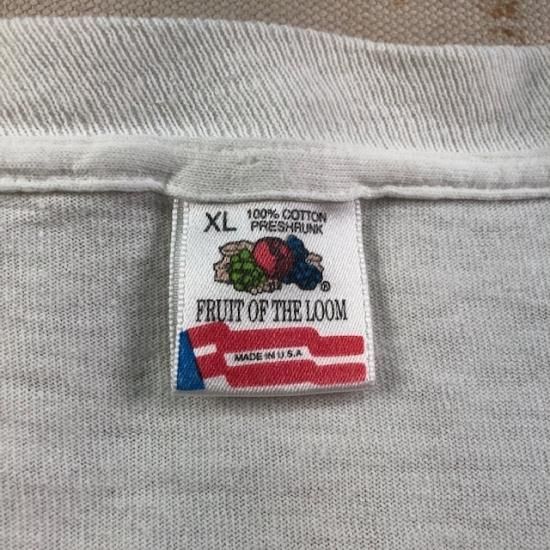 XL 100% COTTON
PRESHRUNK
®
FRUIT OF THE LOOM
MADE IN U.S.A